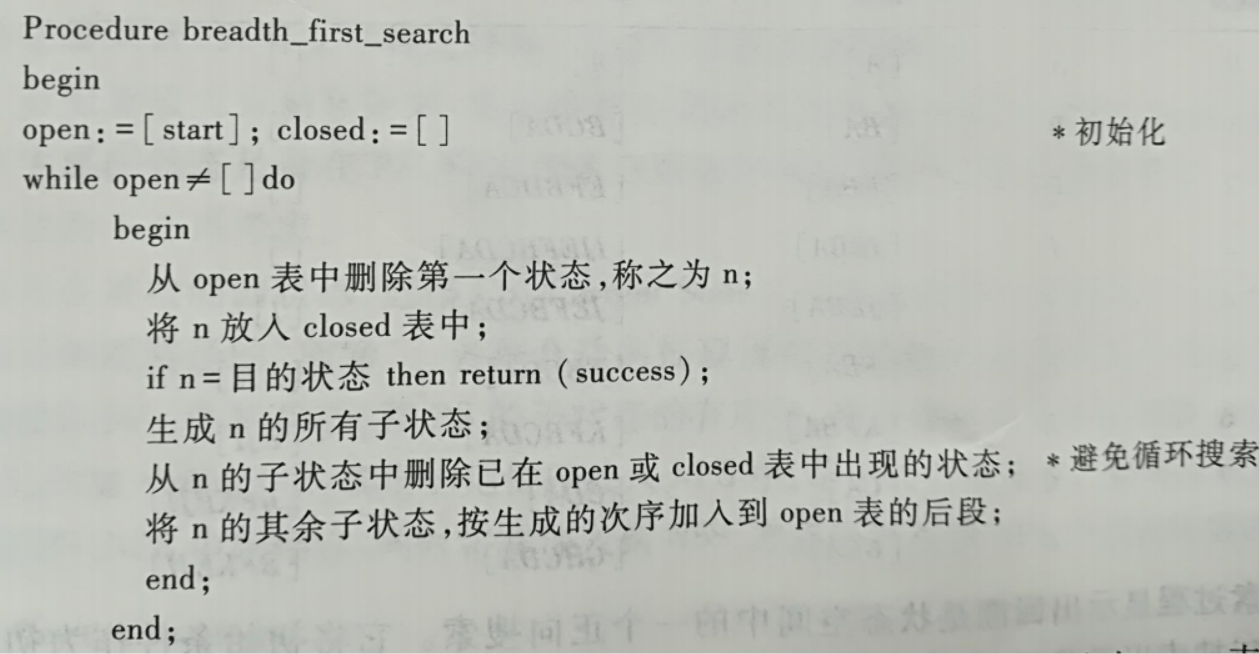 Procedure breadth_first_search
begin
open:=[start]; closed:=[ ] *初始化
while open≠[ ]do
begin
从 open 表中删除第一个状态,称之为 n;
将 n 放入 closed 表中;
if n=目的状态 then return (success);
生成 n 的所有子状态;
从 n 的子状态中删除已在 open 或 closed 表中出现的状态; *避免循环搜索
将 n 的其余子状态,按生成的次序加入到 open 表的后段;
end;
end;